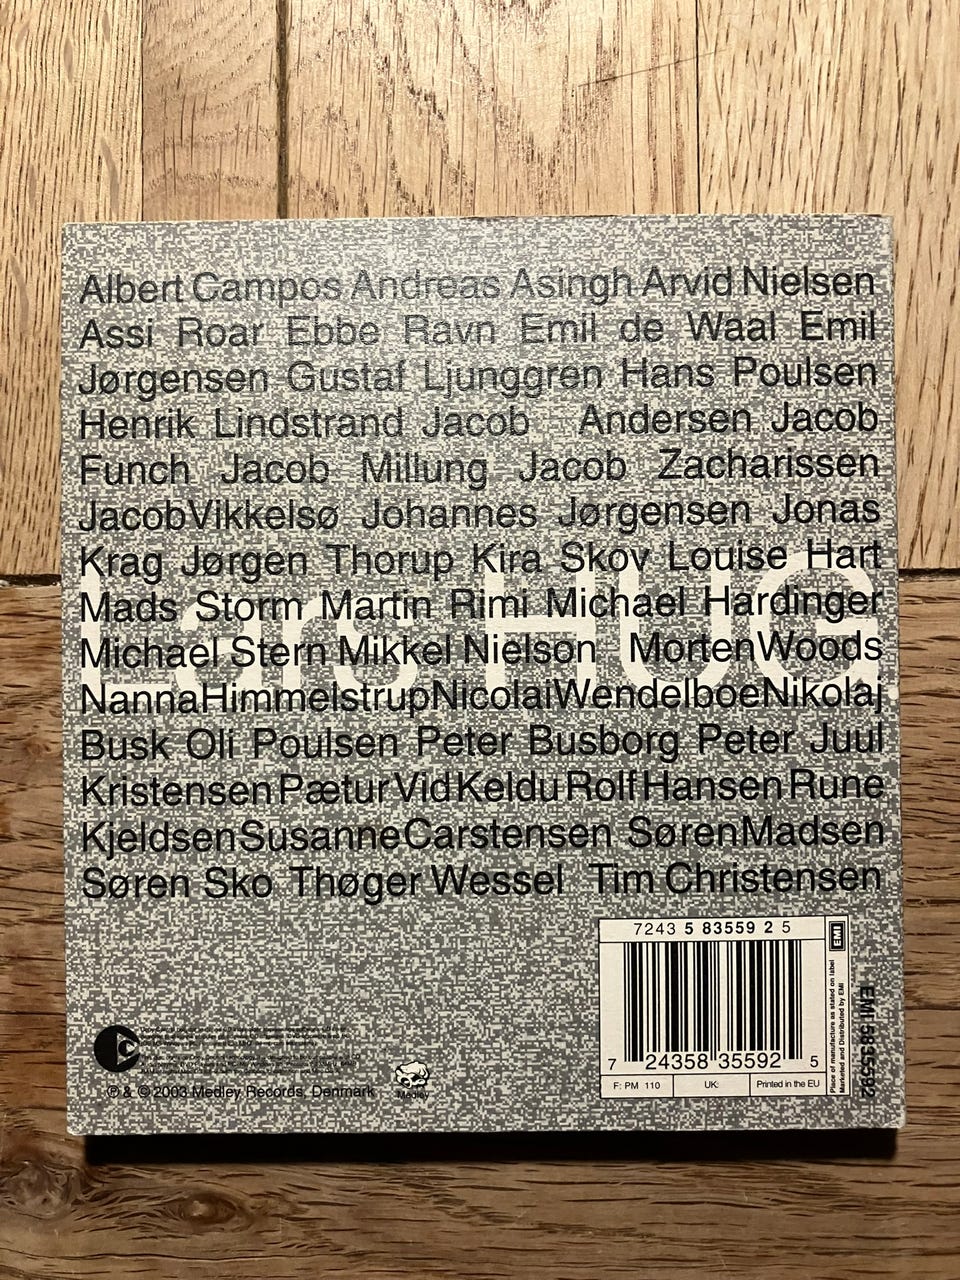 Albert Campos Andreas Asingh Arvid Nielsen
Assi Roar Ebbe Ravn Emil de Waal Emil
Jørgensen Gustaf Ljunggren Hans Poulsen
Henrik Lindstrand Jacob Andersen Jacob
Funch Jacob Millung Jacob Zacharissen
JacobVikkelsø Johannes Jørgensen Jonas
Krag Jørgen Thorup Kira Skov Louise Hart
Lars HUG
Mads Storm Martin Rimi Michael Hardinger
Michael Stern Mikkel Nielson MortenWoods
NannaHimmelstrupNicolaiWendelboeNikolaj
Busk Oli Poulsen Peter Busborg Peter Juul
KristensenPæturVidKelduRolfHansenRune
KjeldsenSusanneCarstensen SørenMadsen
Søren Sko Thøger Wessel Tim Christensen
7243 5 83559 2 5
7 24358 35592 5
F: PM 110 UK: Printed in the EU
EMI
Place of manufacture as stated on label
Marketed and Distributed by EMI
EMI 5835592
℗ & © 2003 Medley Records, Denmark
Medley